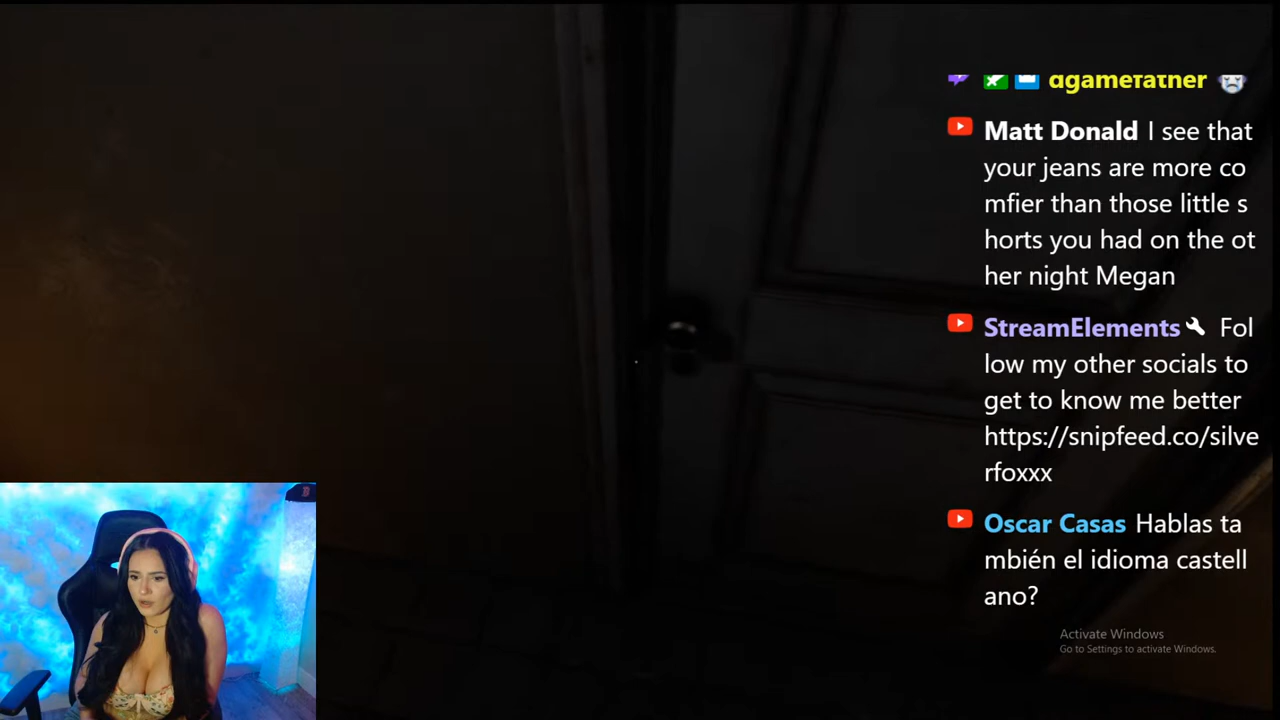 dgamefather
Matt Donald I see that
your jeans are more co
mfier than those little s
horts you had on the ot
her night Megan
StreamElements Fol
low my other socials to
get to know me better
https://snipfeed.co/silve
rfoxxx
Oscar Casas Hablas ta
mbién el idioma castell
ano?
Activate Windows
Go to Settings to activate Windows.